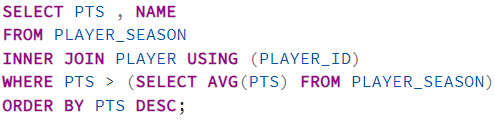 SELECT PTS , NAME
FROM PLAYER_SEASON
INNER JOIN PLAYER USING (PLAYER_ID)
WHERE PTS > (SELECT AVG(PTS) FROM PLAYER_SEASON)
ORDER BY PTS DESC;